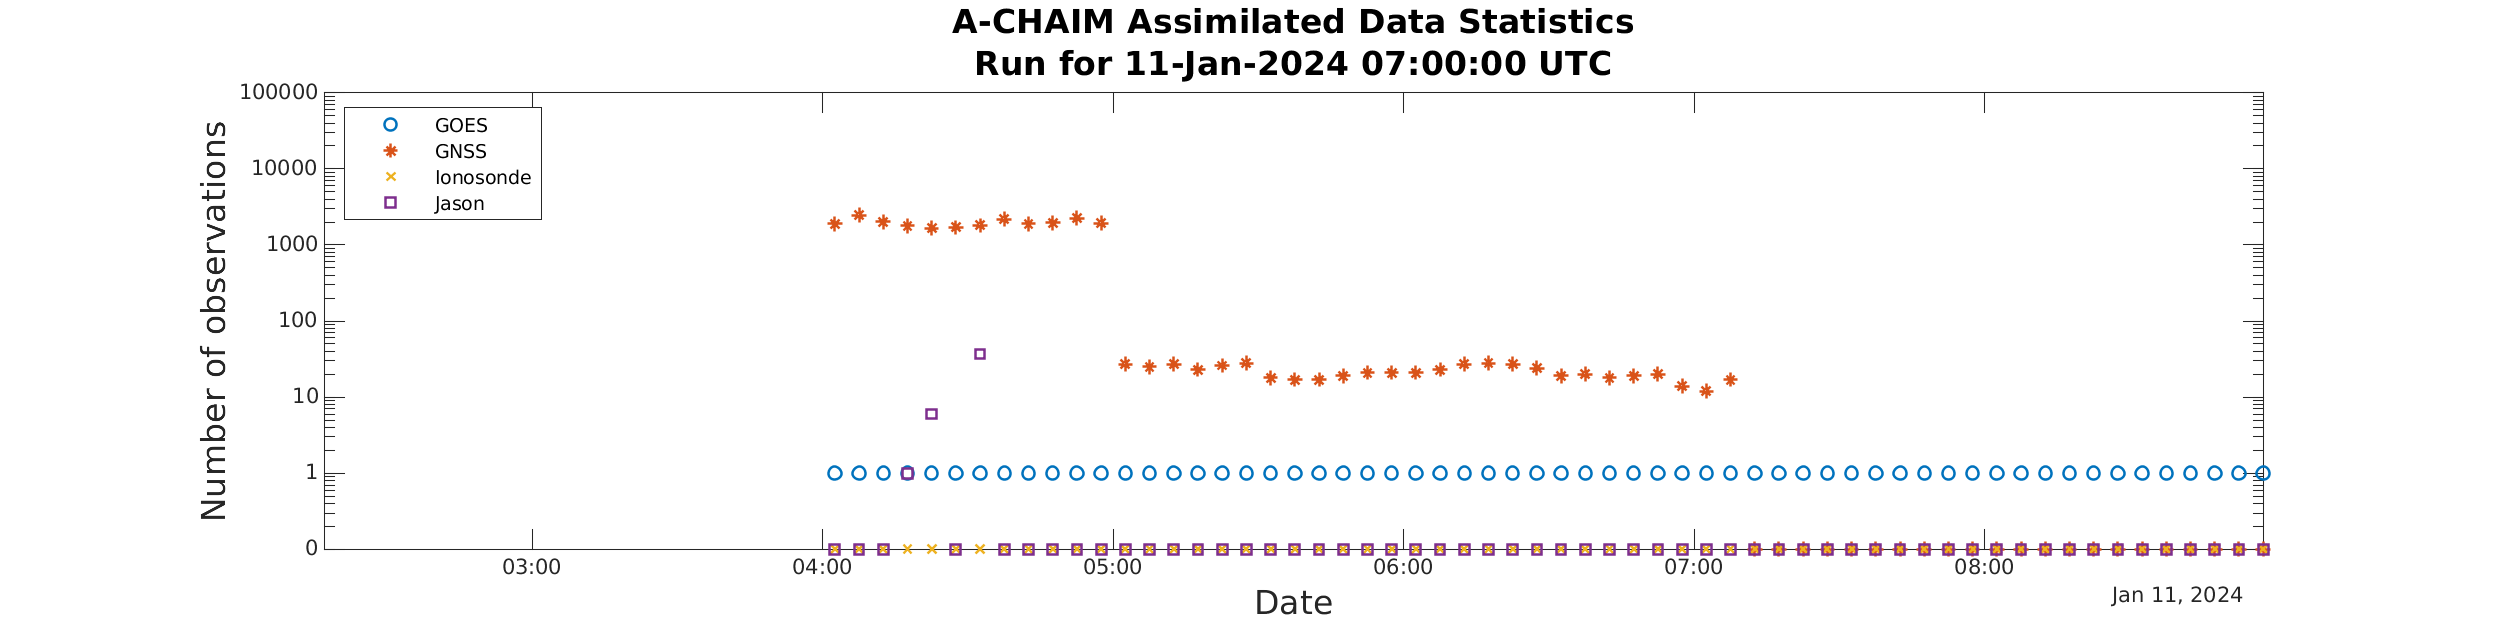 A-CHAIM Assimilated Data Statistics
Run for 11-Jan-2024 07:00:00 UTC
100000
10000
1000
100
10
1
0
Number of observations
GOES
GNSS
Ionosonde
Jason
03:00 04:00 05:00 06:00 07:00 08:00
Date
Jan 11, 2024